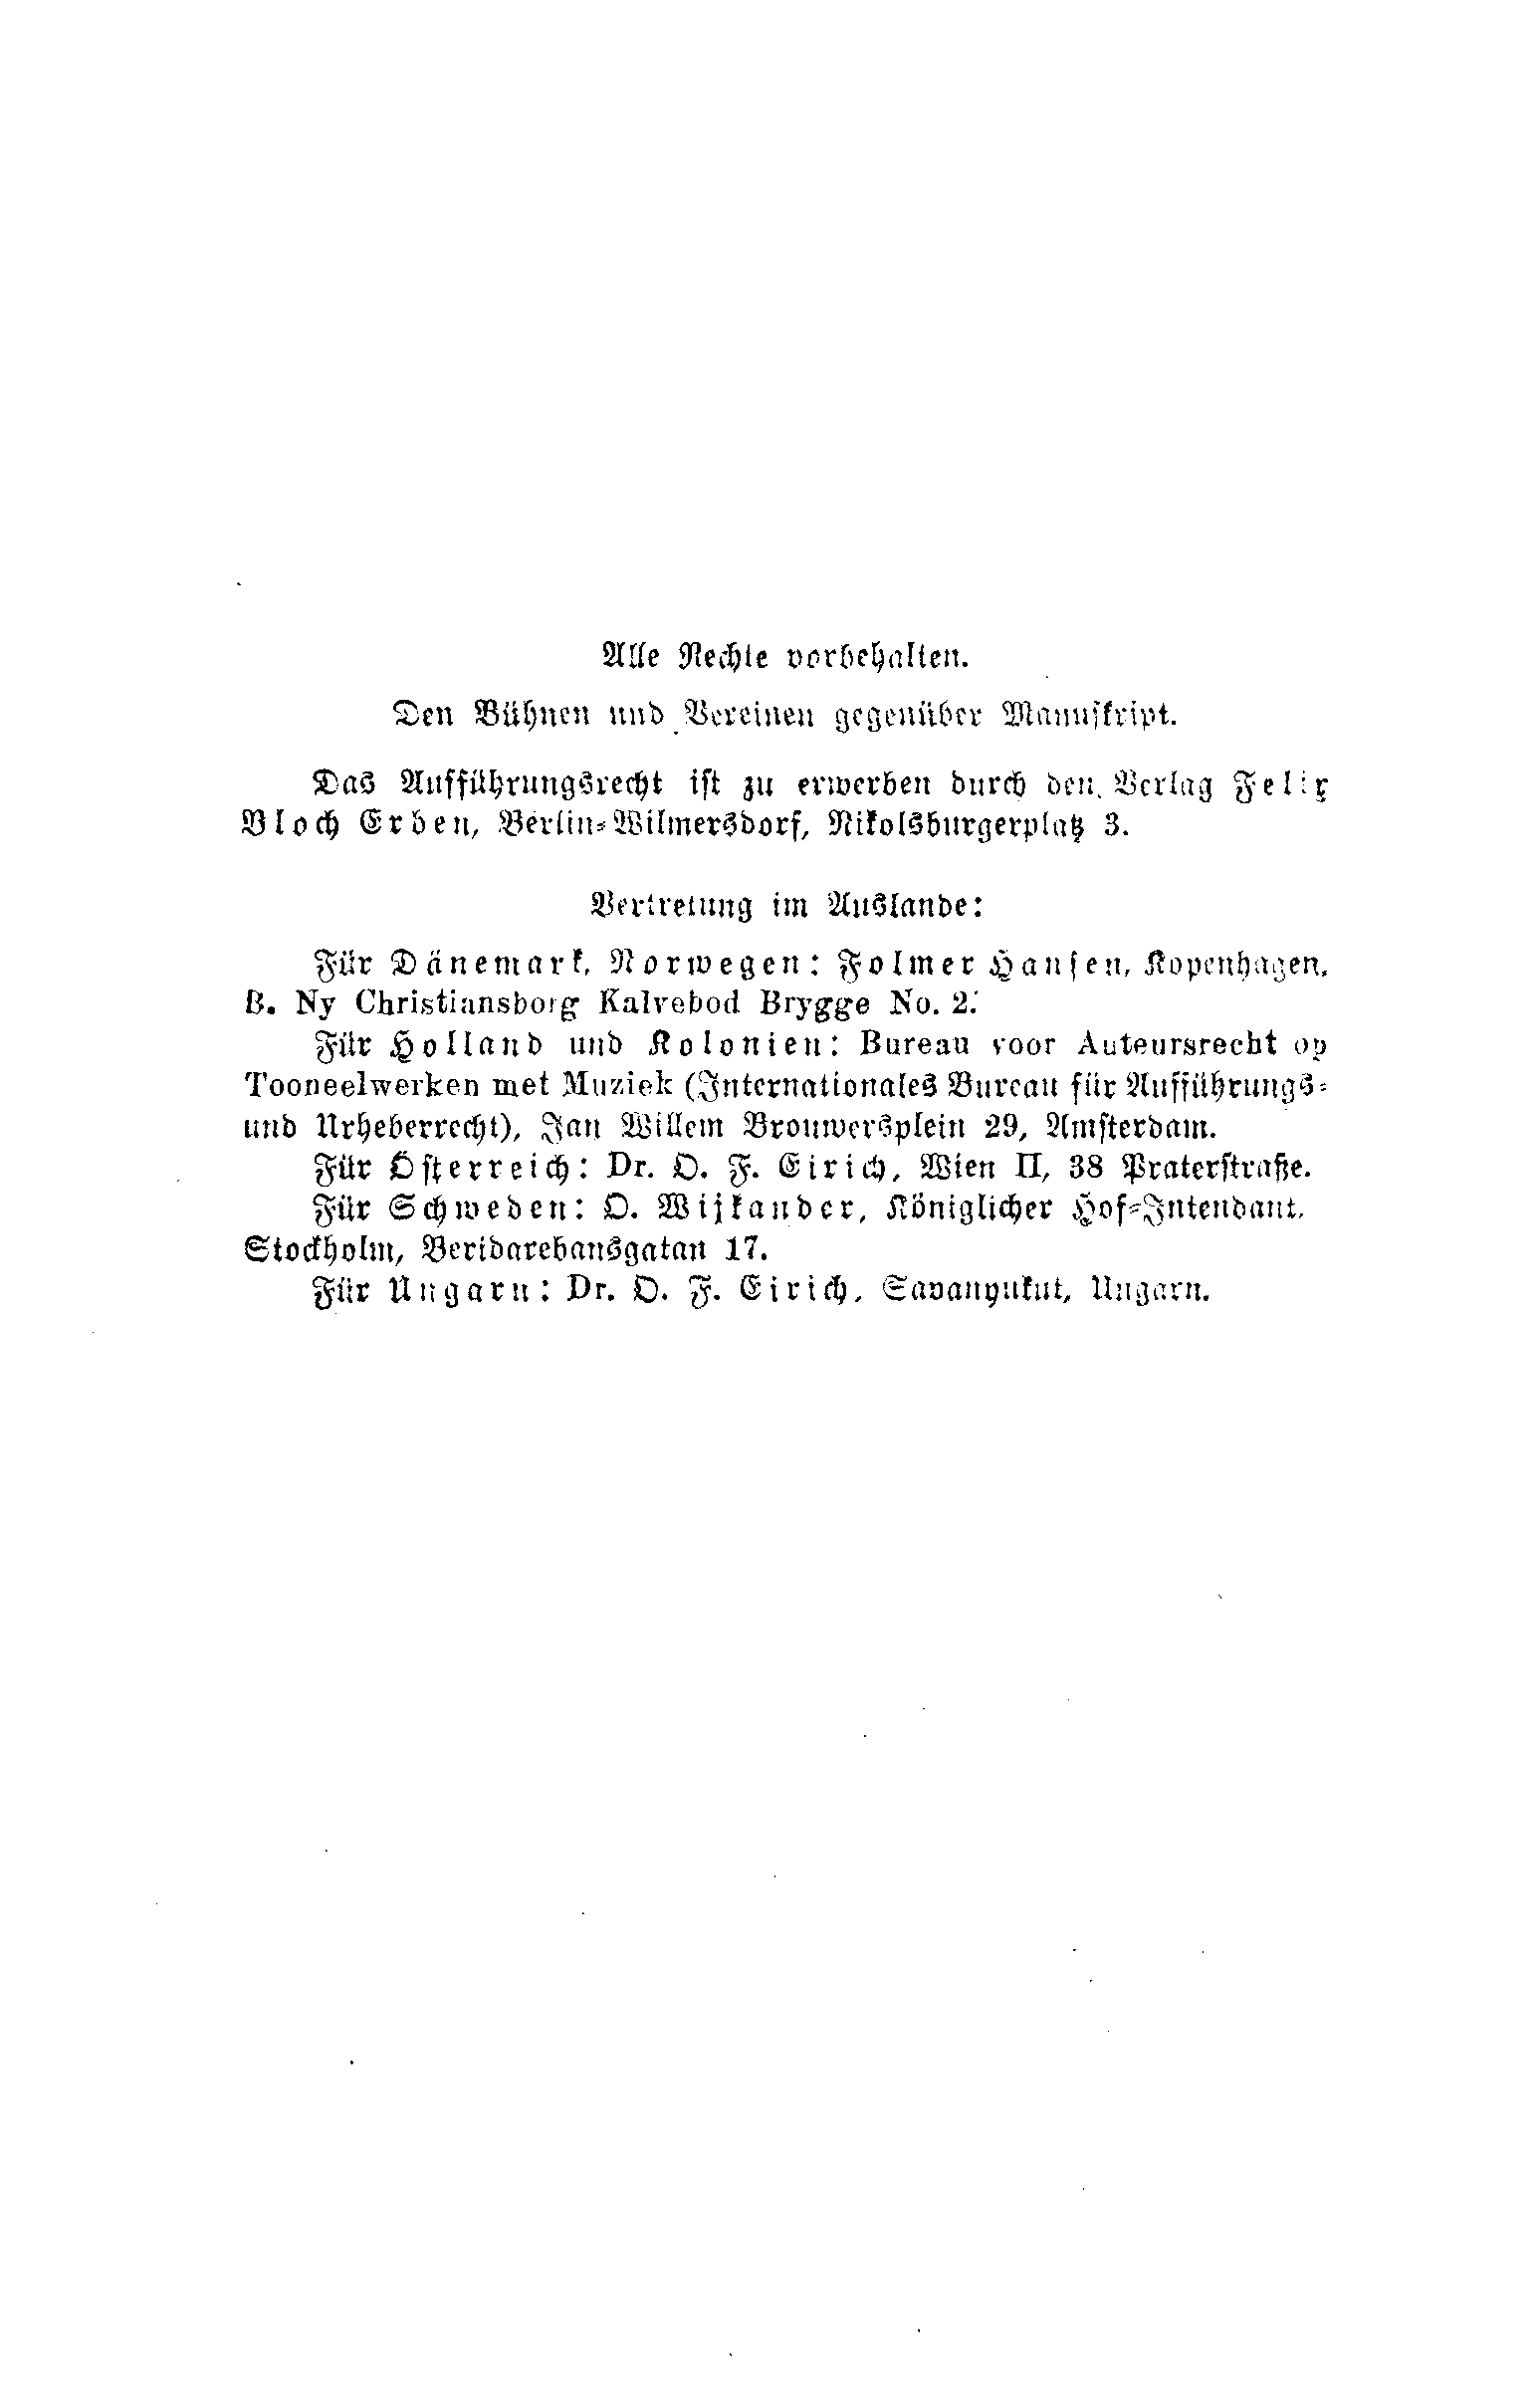 Alle Rechte vorbehalten.
Den Bühnen und Vereinen gegenüber Manuſkript.
Das Aufführungsrecht iſt zu erwerben durch den Verlag Felix
Bloch Erben, Berlin-Wilmersdorf, Nikolsburgerplatz 3.
Vertretung im Auslande:
Für Dänemark, Norwegen: Folmer Hanſen, Kopenhagen,
B. Ny Christiansborg Kalvebod Brygge No. 2.
Für Holland und Kolonien: Bureau voor Auteursrecht op
Tooneelwerken met Muziek (Internationales Bureau für Aufführungs-
und Urheberrecht), Jan Willem Brouwersplein 29, Amſterdam.
Für Öſterreich: Dr. O. F. Eirich, Wien II, 38 Praterſtraße.
Für Schweden: O. Wijkander, Königlicher Hof-Intendant,
Stockholm, Beridarebansgatan 17.
Für Ungarn: Dr. O. F. Eirich, Savanyukut, Ungarn.